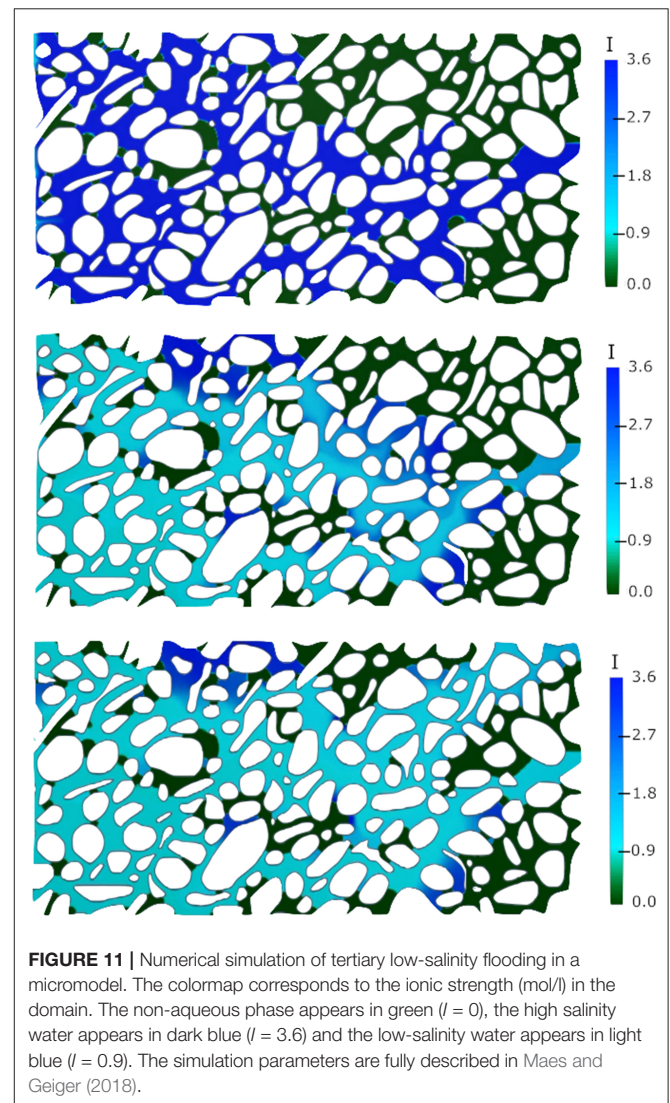 I
3.6
2.7
1.8
0.9
0.0
I
3.6
2.7
1.8
0.9
0.0
I
3.6
2.7
1.8
0.9
0.0
FIGURE 11 | Numerical simulation of tertiary low-salinity flooding in a
micromodel. The colormap corresponds to the ionic strength (mol/l) in the
domain. The non-aqueous phase appears in green (I = 0), the high salinity
water appears in dark blue (I = 3.6) and the low-salinity water appears in light
blue (I = 0.9). The simulation parameters are fully described in Maes and
Geiger (2018).